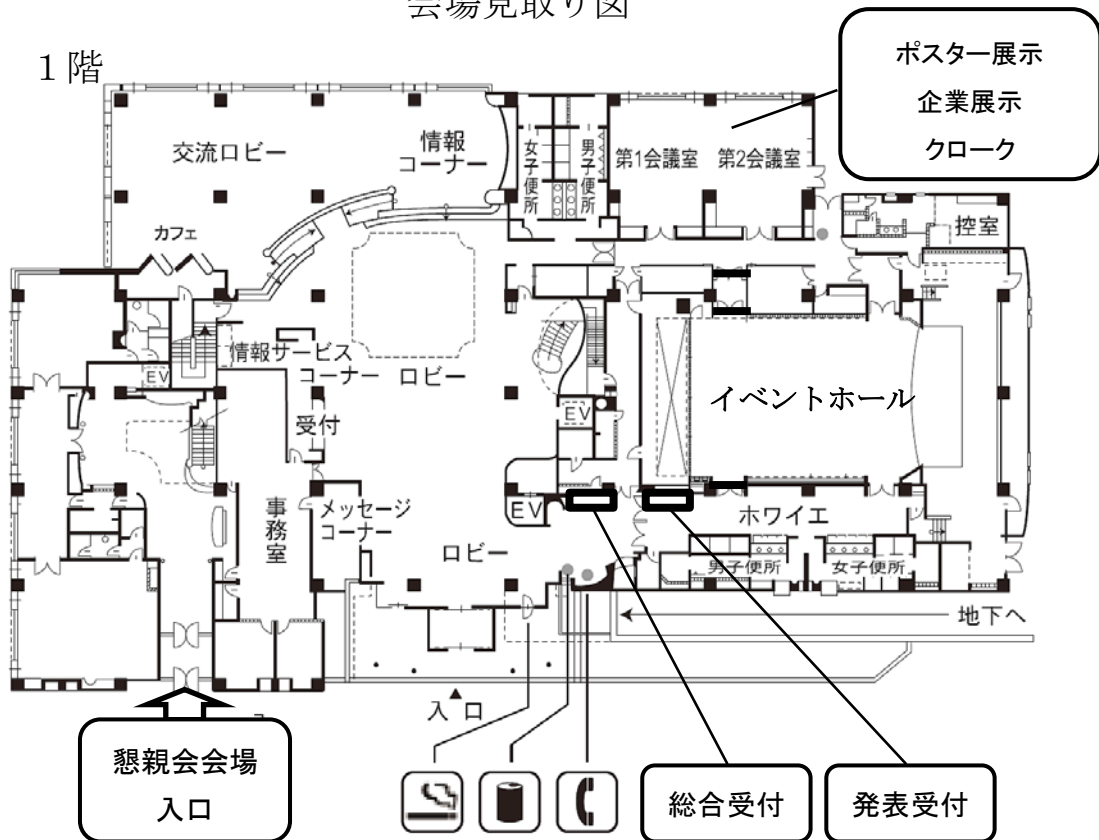 会場見取り図
1階
ポスター展示
企業展示
クローク
交流ロビー
情報
コーナー
女子便所
男子便所
第1会議室
第2会議室
控室
カフェ
情報サービス
コーナー
ロビー
EV
EV
イベントホール
受付
事務室
メッセージ
コーナー
EV
ロビー
ホワイエ
男子便所
女子便所
地下へ
入口
懇親会会場
入口
総合受付
発表受付